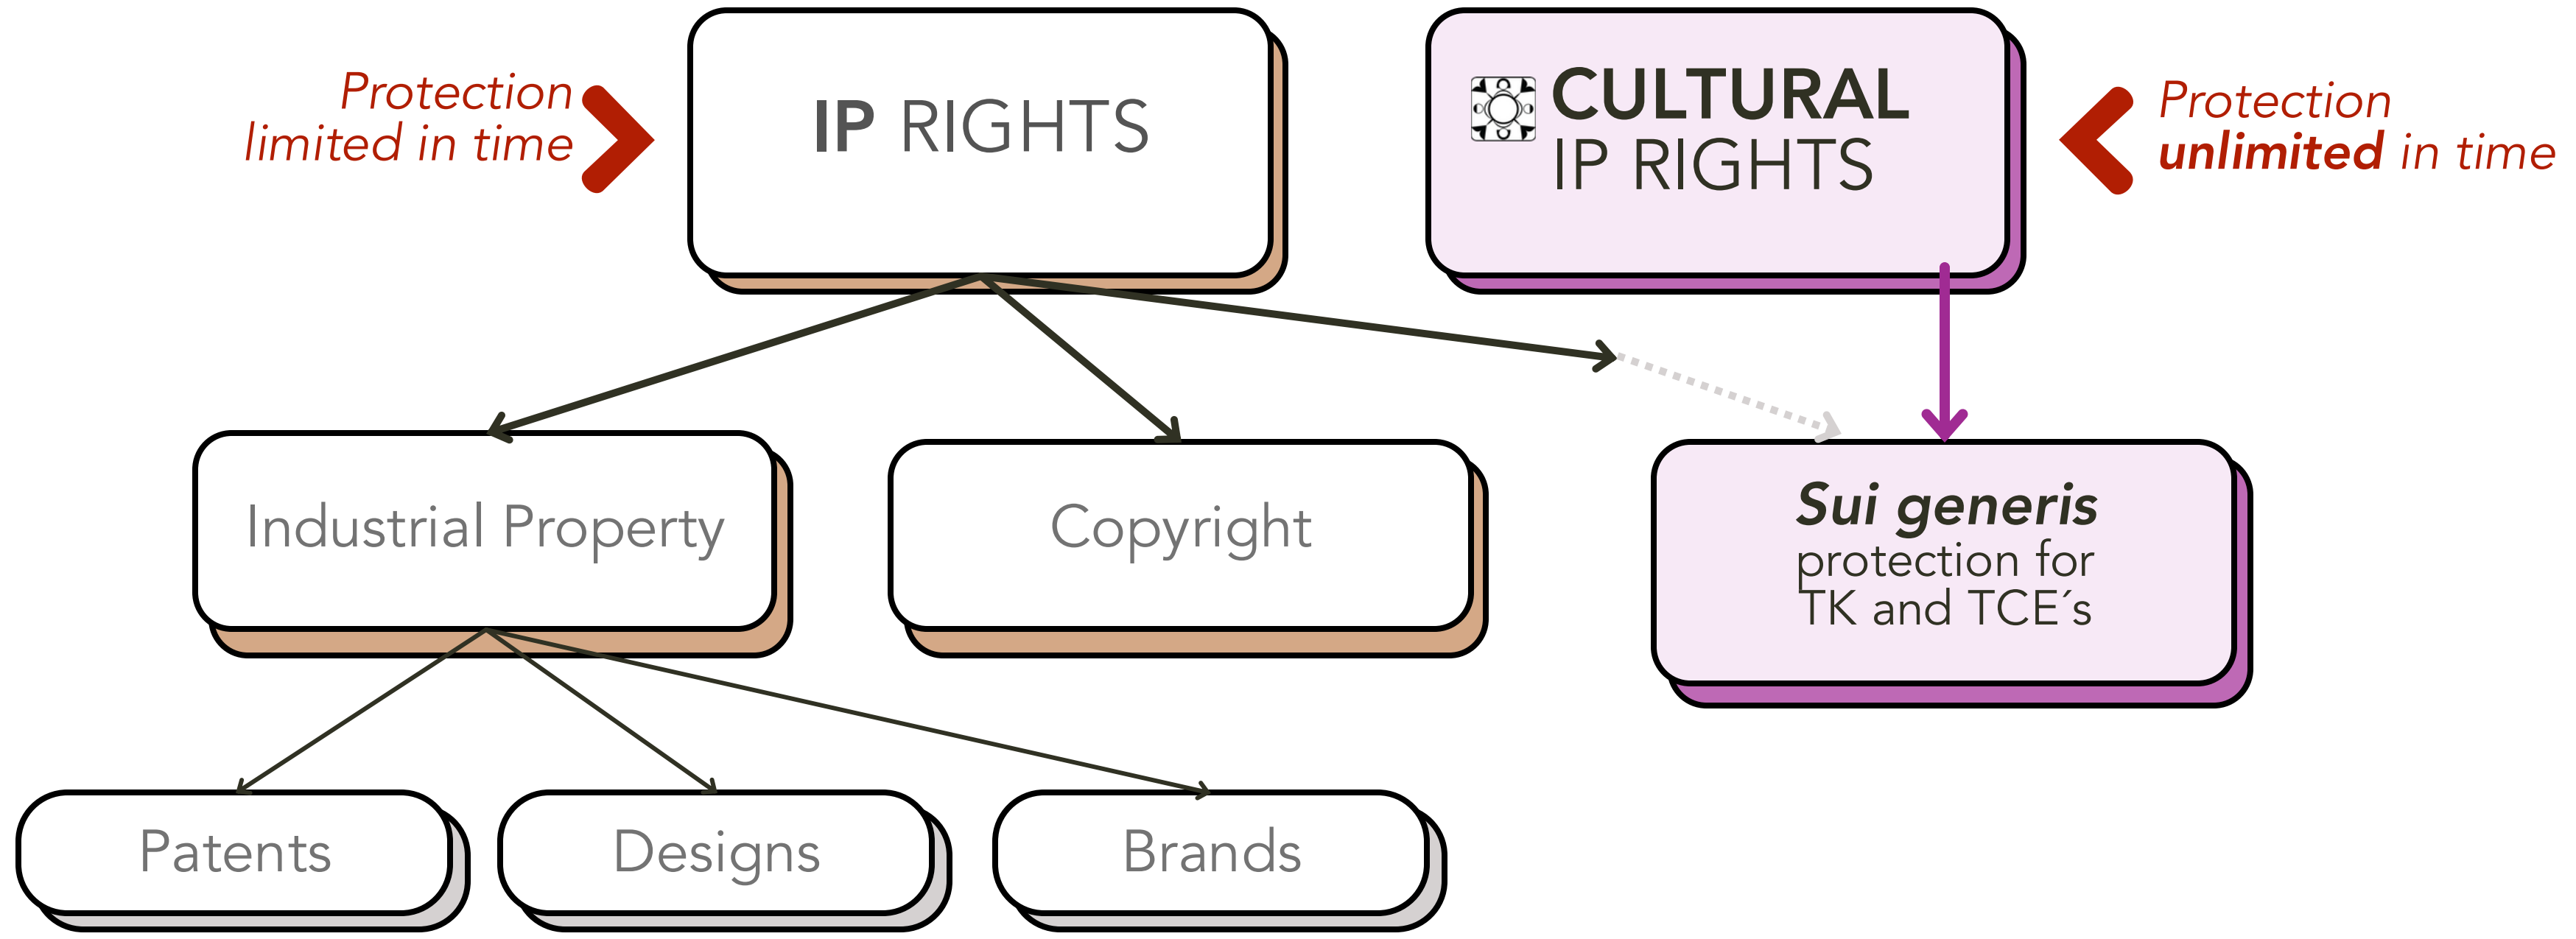 Protection
limited in time
IP RIGHTS
CULTURAL
IP RIGHTS
Protection
unlimited in time
Industrial Property
Copyright
Sui generis
protection for
TK and TCE´s
Patents
Designs
Brands